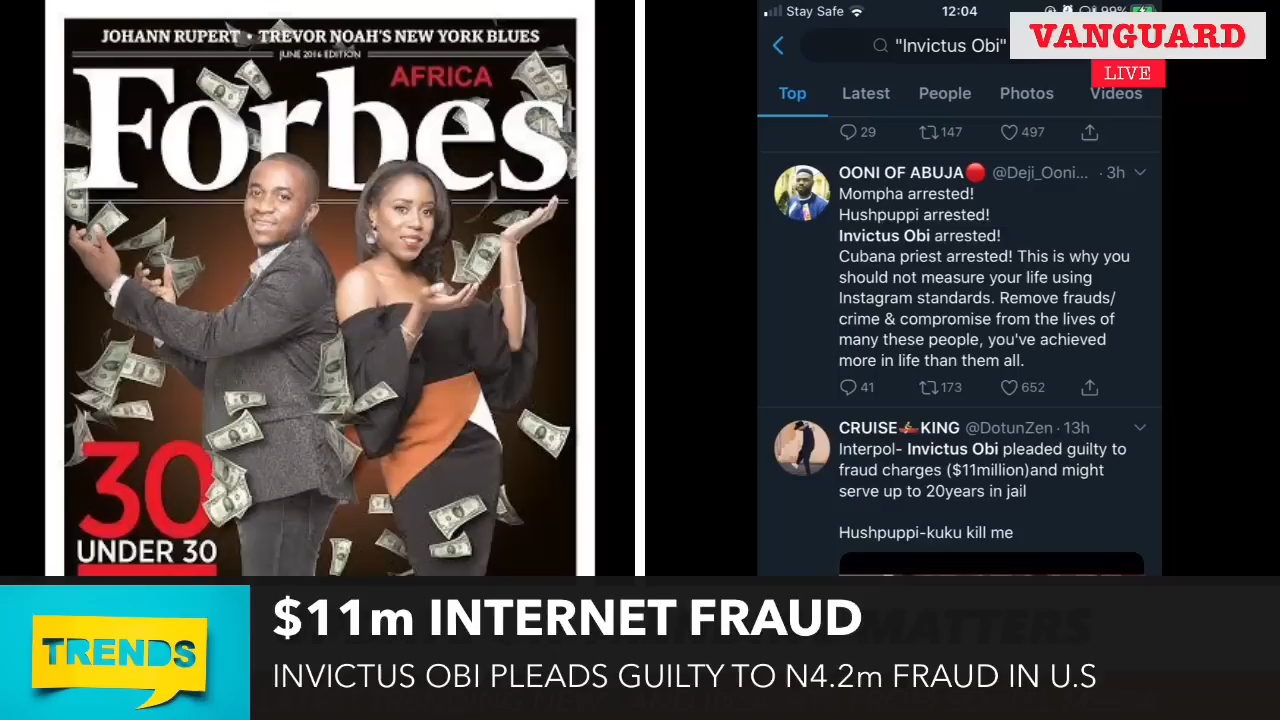 JOHANN RUPERT • TREVOR NOAH'S NEW YORK BLUES
JUNE 2016 EDITION
Forbes
AFRICA
30
UNDER 30
Stay Safe
12:04
99%
"Invictus Obi"
VANGUARD
LIVE
Top Latest People Photos Videos
29 147 497
OONI OF ABUJA🔴 @Deji_Ooni... · 3h
Mompha arrested!
Hushpuppi arrested!
Invictus Obi arrested!
Cubana priest arrested! This is why you
should not measure your life using
Instagram standards. Remove frauds/
crime & compromise from the lives of
many these people, you've achieved
more in life than them all.
41 173 652
CRUISE🚣KING @DotunZen · 13h
Interpol- Invictus Obi pleaded guilty to
fraud charges ($11million)and might
serve up to 20years in jail
Hushpuppi-kuku kill me
TRENDS
$11m INTERNET FRAUD
MATTERS
INVICTUS OBI PLEADS GUILTY TO N4.2m FRAUD IN U.S